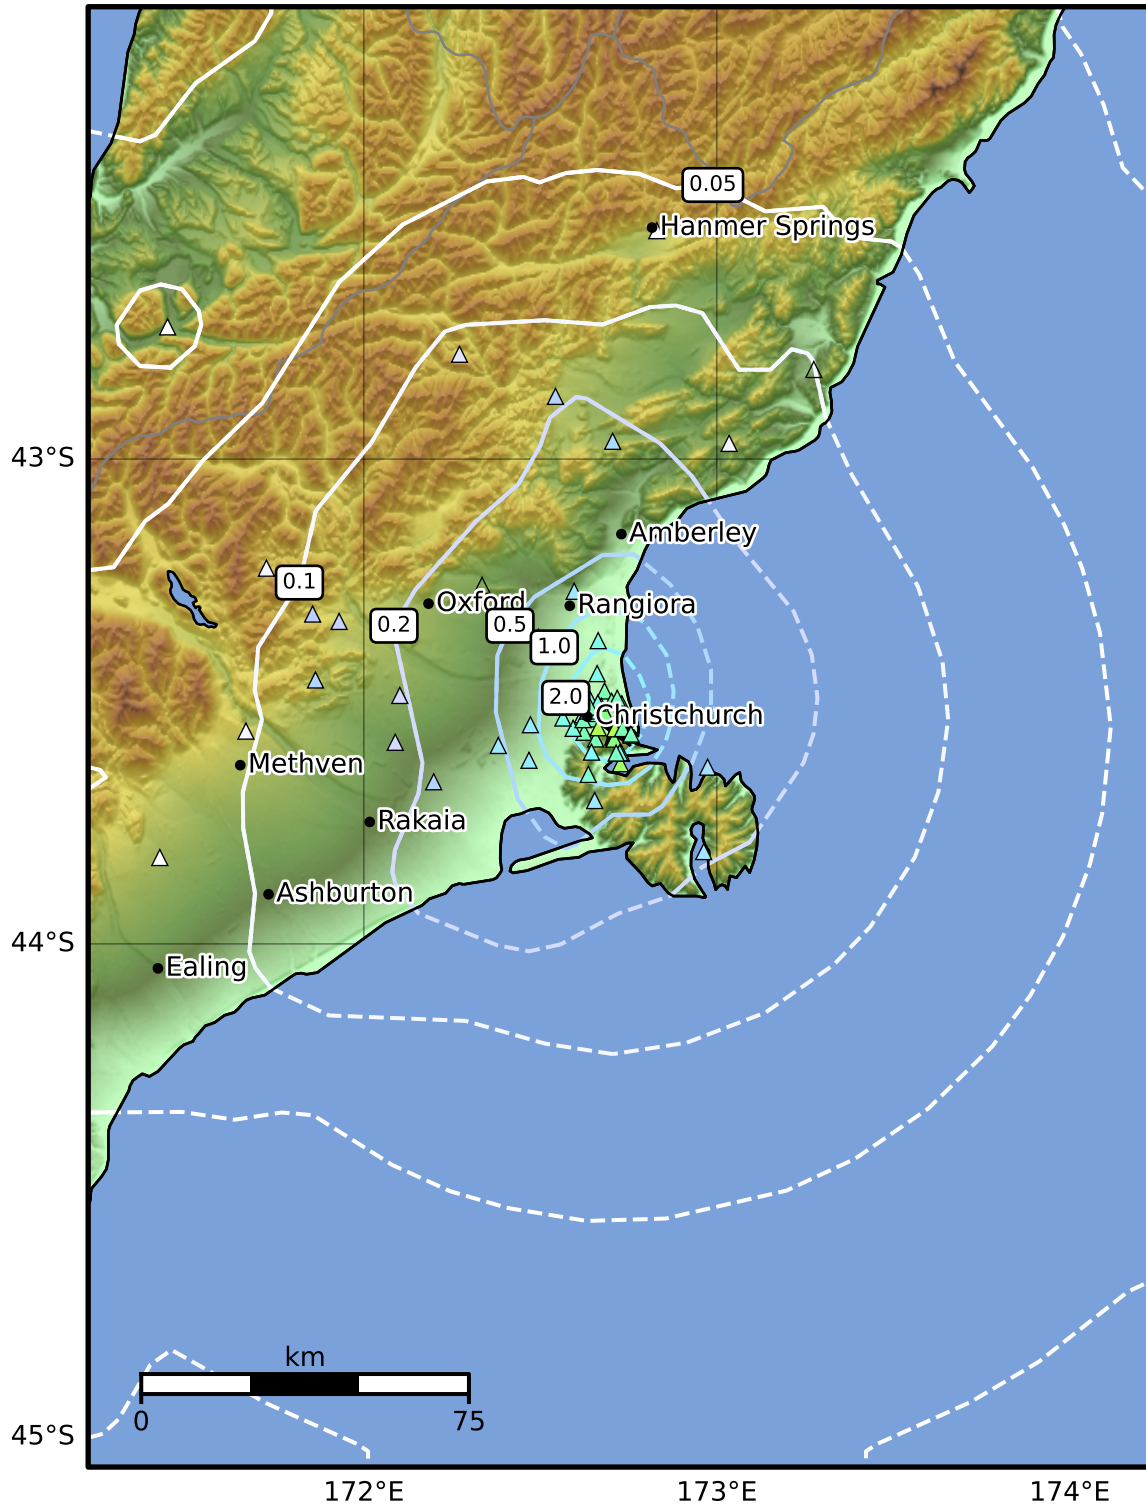 0.05
Hanmer Springs
43°S
Amberley
0.1
Oxford
Rangiora
0.2
0.5
1.0
2.0
Christchurch
Methven
Rakaia
Ashburton
44°S
Ealing
km
0
75
45°S
172°E
173°E
174°E